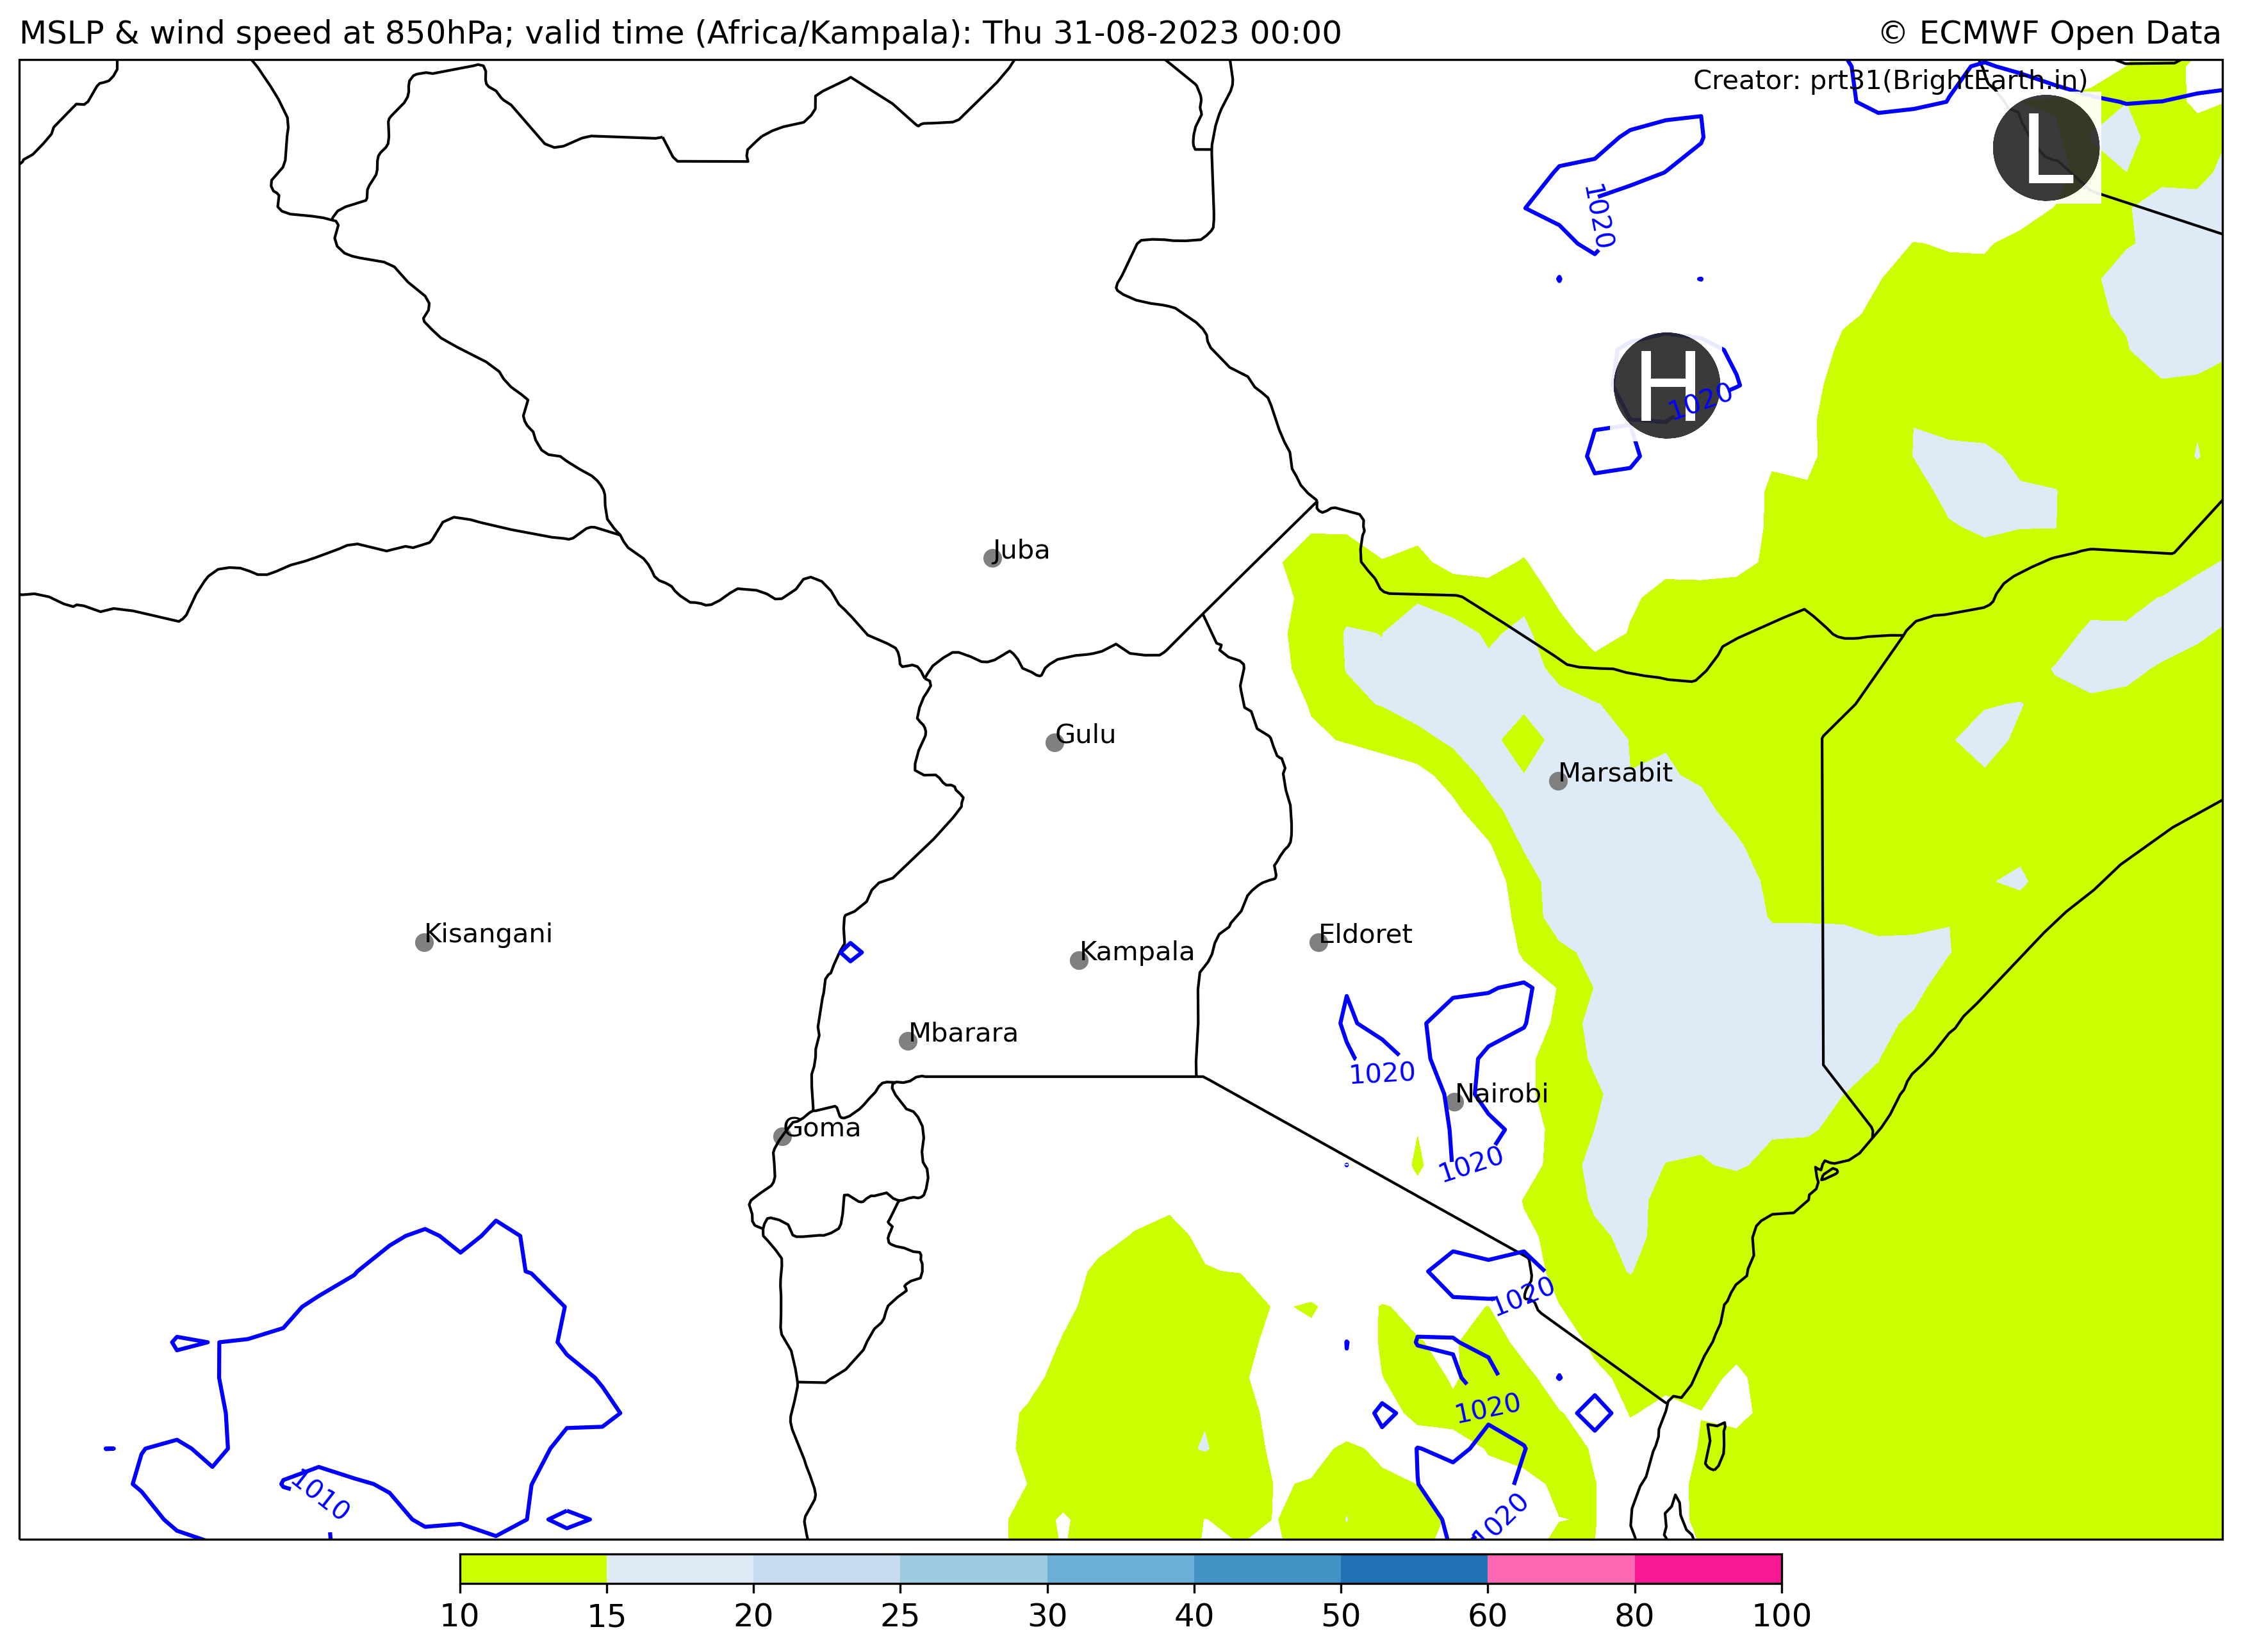 MSLP & wind speed at 850hPa; valid time (Africa/Kampala): Thu 31-08-2023 00:00
© ECMWF Open Data
Creator: prt31(BrightEarth.in)
L
1020
H
1020
Juba
Gulu
Marsabit
Kisangani
Eldoret
Kampala
Mbarara
1020
Nairobi
Goma
1020
1020
1020
1010
1020
10 15 20 25 30 40 50 60 80 100